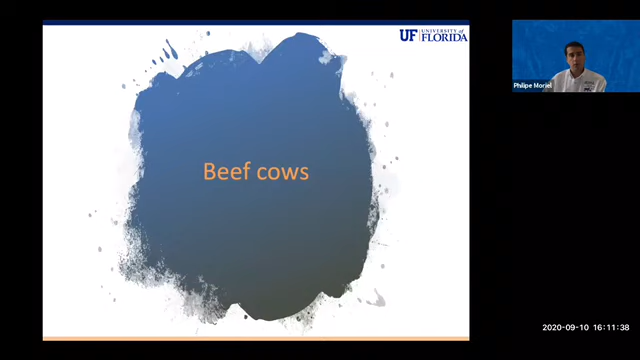 UF UNIVERSITY of
FLORIDA
Beef cows
Philipe Moriel
2020-09-10 16:11:38